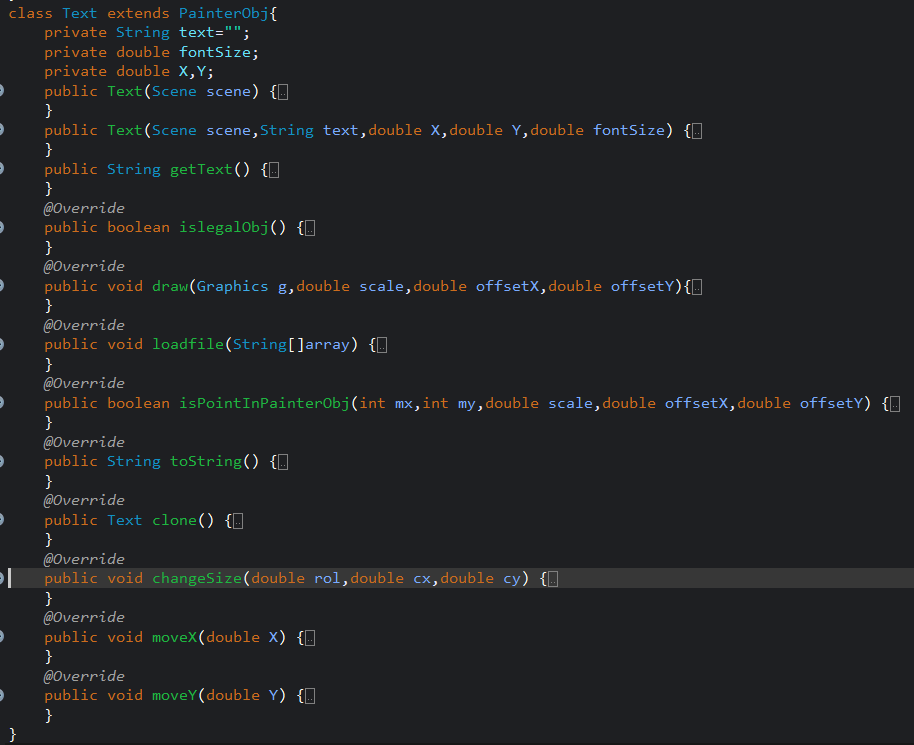 class Text extends PainterObj{
    private String text="";
    private double fontSize;
    private double X,Y;
    public Text(Scene scene) {
    }
    public Text(Scene scene,String text,double X,double Y,double fontSize) {
    }
    public String getText() {
    }
    @Override
    public boolean islegalObj() {
    }
    @Override
    public void draw(Graphics g,double scale,double offsetX,double offsetY){
    }
    @Override
    public void loadfile(String[]array) {
    }
    @Override
    public boolean isPointInPainterObj(int mx,int my,double scale,double offsetX,double offsetY) {
    }
    @Override
    public String toString() {
    }
    @Override
    public Text clone() {
    }
    @Override
    public void changeSize(double rol,double cx,double cy) {
    }
    @Override
    public void moveX(double X) {
    }
    @Override
    public void moveY(double Y) {
    }
}